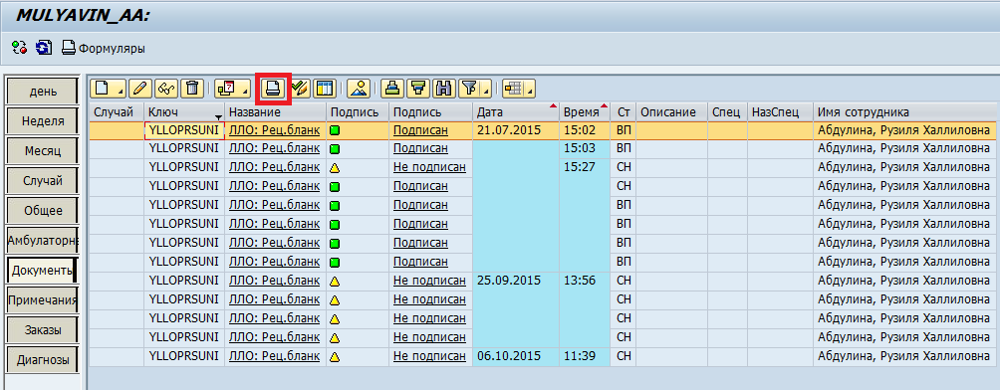 MULYAVIN_AA:
Формуляры
день
Неделя
Месяц
Случай
Общее
Амбулаторн
Документы
Примечания
Заказы
Диагнозы
Случай Ключ Название Подпись Подпись Дата Время Ст Описание Спец НазСпец Имя сотрудника
YLLOPRSUNI ЛЛО: Рец.бланк Подписан 21.07.2015 15:02 ВП Абдулина, Рузиля Халлиловна
YLLOPRSUNI ЛЛО: Рец.бланк Подписан 15:03 ВП Абдулина, Рузиля Халлиловна
YLLOPRSUNI ЛЛО: Рец.бланк Не подписан 15:27 СН Абдулина, Рузиля Халлиловна
YLLOPRSUNI ЛЛО: Рец.бланк Подписан СН Абдулина, Рузиля Халлиловна
YLLOPRSUNI ЛЛО: Рец.бланк Подписан ВП Абдулина, Рузиля Халлиловна
YLLOPRSUNI ЛЛО: Рец.бланк Подписан ВП Абдулина, Рузиля Халлиловна
YLLOPRSUNI ЛЛО: Рец.бланк Подписан ВП Абдулина, Рузиля Халлиловна
YLLOPRSUNI ЛЛО: Рец.бланк Подписан ВП Абдулина, Рузиля Халлиловна
YLLOPRSUNI ЛЛО: Рец.бланк Не подписан 25.09.2015 13:56 СН Абдулина, Рузиля Халлиловна
YLLOPRSUNI ЛЛО: Рец.бланк Не подписан СН Абдулина, Рузиля Халлиловна
YLLOPRSUNI ЛЛО: Рец.бланк Не подписан СН Абдулина, Рузиля Халлиловна
YLLOPRSUNI ЛЛО: Рец.бланк Не подписан СН Абдулина, Рузиля Халлиловна
YLLOPRSUNI ЛЛО: Рец.бланк Не подписан 06.10.2015 11:39 СН Абдулина, Рузиля Халлиловна